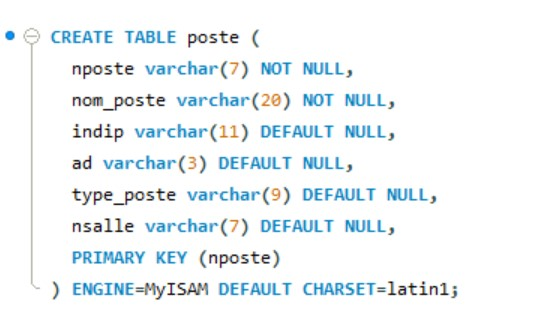 CREATE TABLE poste (
nposte varchar(7) NOT NULL,
nom_poste varchar(20) NOT NULL,
indip varchar(11) DEFAULT NULL,
ad varchar(3) DEFAULT NULL,
type_poste varchar(9) DEFAULT NULL,
nsalle varchar(7) DEFAULT NULL,
PRIMARY KEY (nposte)
) ENGINE=MyISAM DEFAULT CHARSET=latin1;